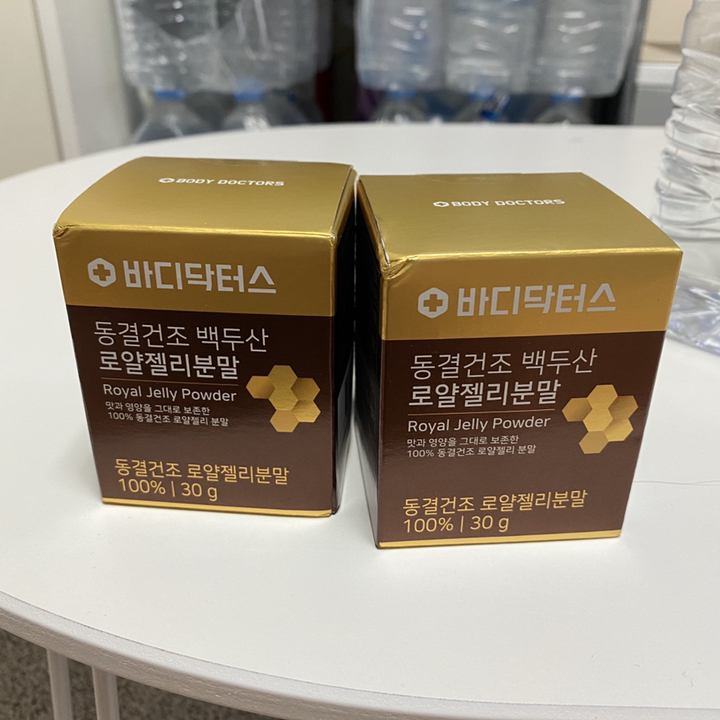 BODY DOCTORS
바디닥터스
동결건조 백두산
로얄젤리분말
Royal Jelly Powder
맛과 영양을 그대로 보존한
100% 동결건조 로얄젤리 분말
동결건조 로얄젤리분말
100% | 30 g
BODY DOCTORS
바디닥터스
동결건조 백두산
로얄젤리분말
Royal Jelly Powder
맛과 영양을 그대로 보존한
100% 동결건조 로얄젤리 분말
동결건조 로얄젤리분말
100% | 30 g